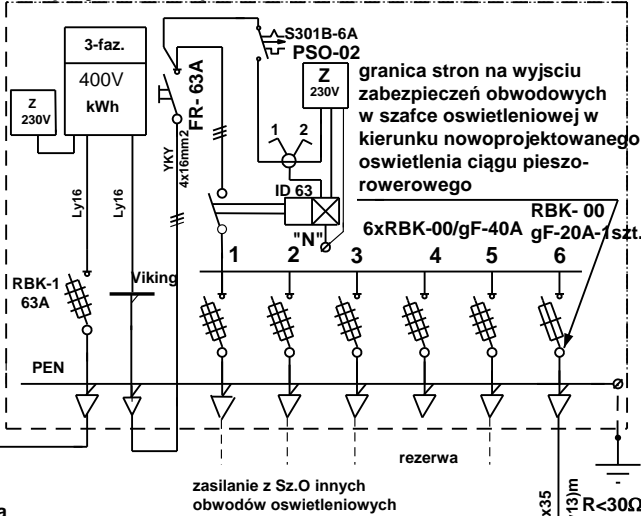 3-faz.
400V
kWh
Z
230V
FR- 63A
YKY
4x16mm2
Ly16
Ly16
RBK-1
63A
Viking
PEN
S301B-6A
PSO-02
Z
230V
1 2
ID 63
"N"
granica stron na wyjsciu
zabezpieczeń obwodowych
w szafce oswietleniowej w
kierunku nowoprojektowanego
oswietlenia ciągu pieszo-
rowerowego
6xRBK-00/gF-40A
RBK- 00
gF-20A-1szt.
1 2 3 4 5 6
rezerwa
zasilanie z Sz.O innych
obwodów oswietleniowych
x35
13)m
R<30Ω
a